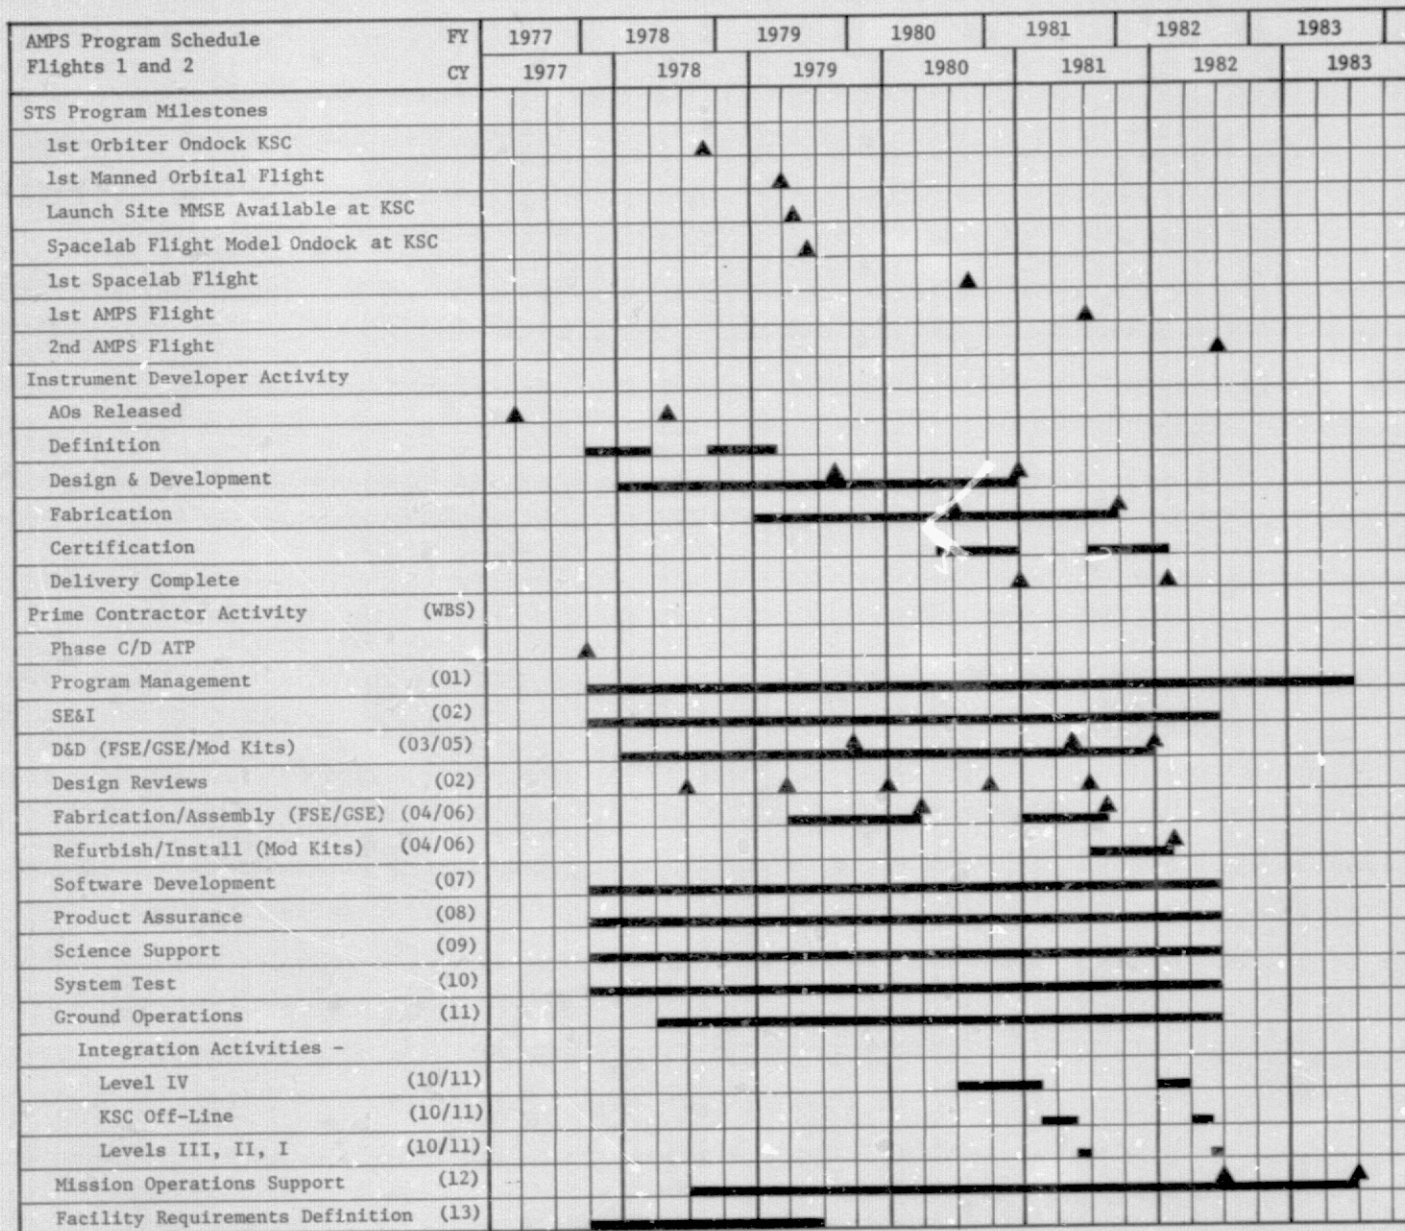 AMPS Program Schedule FY 1977 1978 1979 1980 1981 1982 1983
Flights 1 and 2 CY 1977 1978 1979 1980 1981 1982 1983
STS Program Milestones
1st Orbiter Ondock KSC
1st Manned Orbital Flight
Launch Site MMSE Available at KSC
Spacelab Flight Model Ondock at KSC
1st Spacelab Flight
1st AMPS Flight
2nd AMPS Flight
Instrument Developer Activity
AOs Released
Definition
Design & Development
Fabrication
Certification
Delivery Complete
Prime Contractor Activity (WBS)
Phase C/D ATP
Program Management (01)
SE&I (02)
D&D (FSE/GSE/Mod Kits) (03/05)
Design Reviews (02)
Fabrication/Assembly (FSE/GSE) (04/06)
Refurbish/Install (Mod Kits) (04/06)
Software Development (07)
Product Assurance (08)
Science Support (09)
System Test (10)
Ground Operations (11)
Integration Activities -
Level IV (10/11)
KSC Off-Line (10/11)
Levels III, II, I (10/11)
Mission Operations Support (12)
Facility Requirements Definition (13)